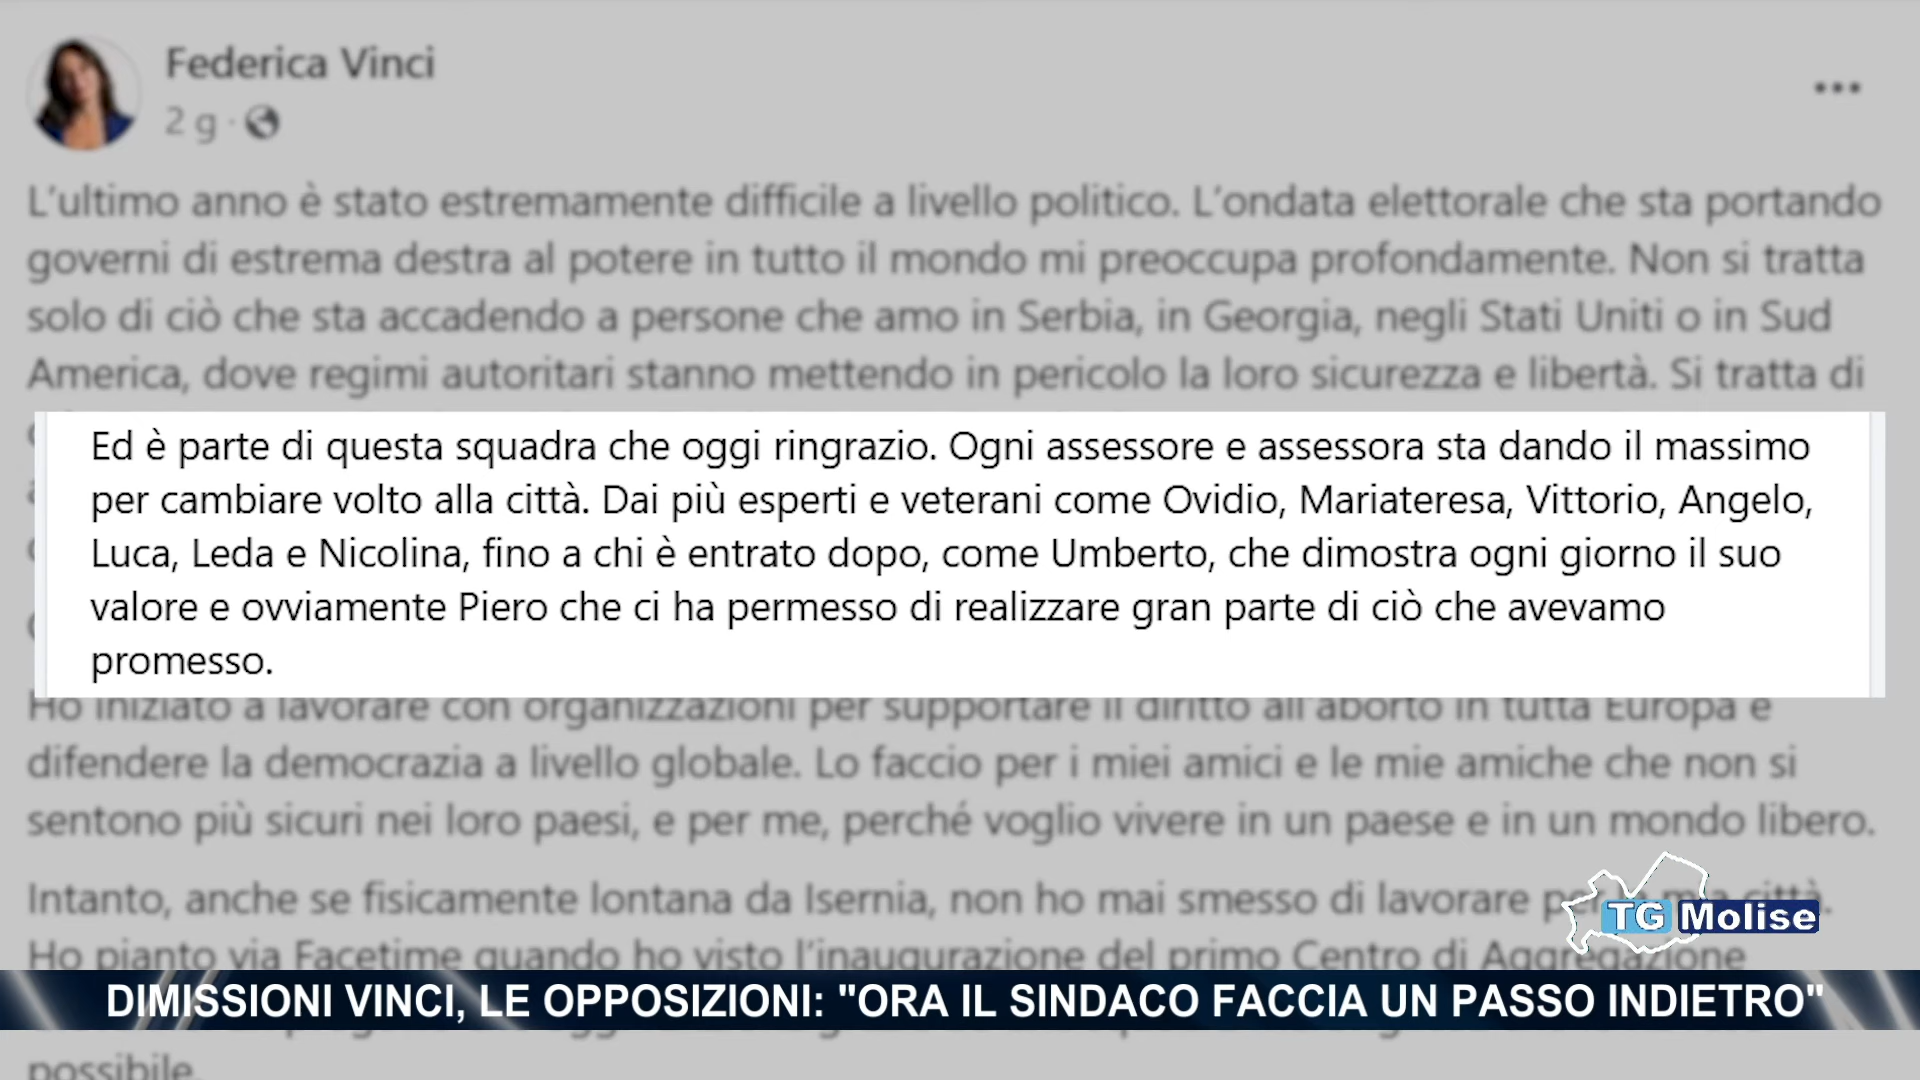 Federica Vinci
2 g ·
L'ultimo anno è stato estremamente difficile a livello politico. L'ondata elettorale che sta portando
governi di estrema destra al potere in tutto il mondo mi preoccupa profondamente. Non si tratta
solo di ciò che sta accadendo a persone che amo in Serbia, in Georgia, negli Stati Uniti o in Sud
America, dove regimi autoritari stanno mettendo in pericolo la loro sicurezza e libertà. Si tratta di
Ed è parte di questa squadra che oggi ringrazio. Ogni assessore e assessora sta dando il massimo
per cambiare volto alla città. Dai più esperti e veterani come Ovidio, Mariateresa, Vittorio, Angelo,
Luca, Leda e Nicolina, fino a chi è entrato dopo, come Umberto, che dimostra ogni giorno il suo
valore e ovviamente Piero che ci ha permesso di realizzare gran parte di ciò che avevamo
promesso.
Ho iniziato a lavorare con organizzazioni per supportare il diritto all'aborto in tutta Europa e
difendere la democrazia a livello globale. Lo faccio per i miei amici e le mie amiche che non si
sentono più sicuri nei loro paesi, e per me, perché voglio vivere in un paese e in un mondo libero.
Intanto, anche se fisicamente lontana da Isernia, non ho mai smesso di lavorare per la mia città.
TG Molise
Ho pianto via Facetime quando ho visto l'inaugurazione del primo Centro di Aggregazione
DIMISSIONI VINCI, LE OPPOSIZIONI: "ORA IL SINDACO FACCIA UN PASSO INDIETRO"
possibile.